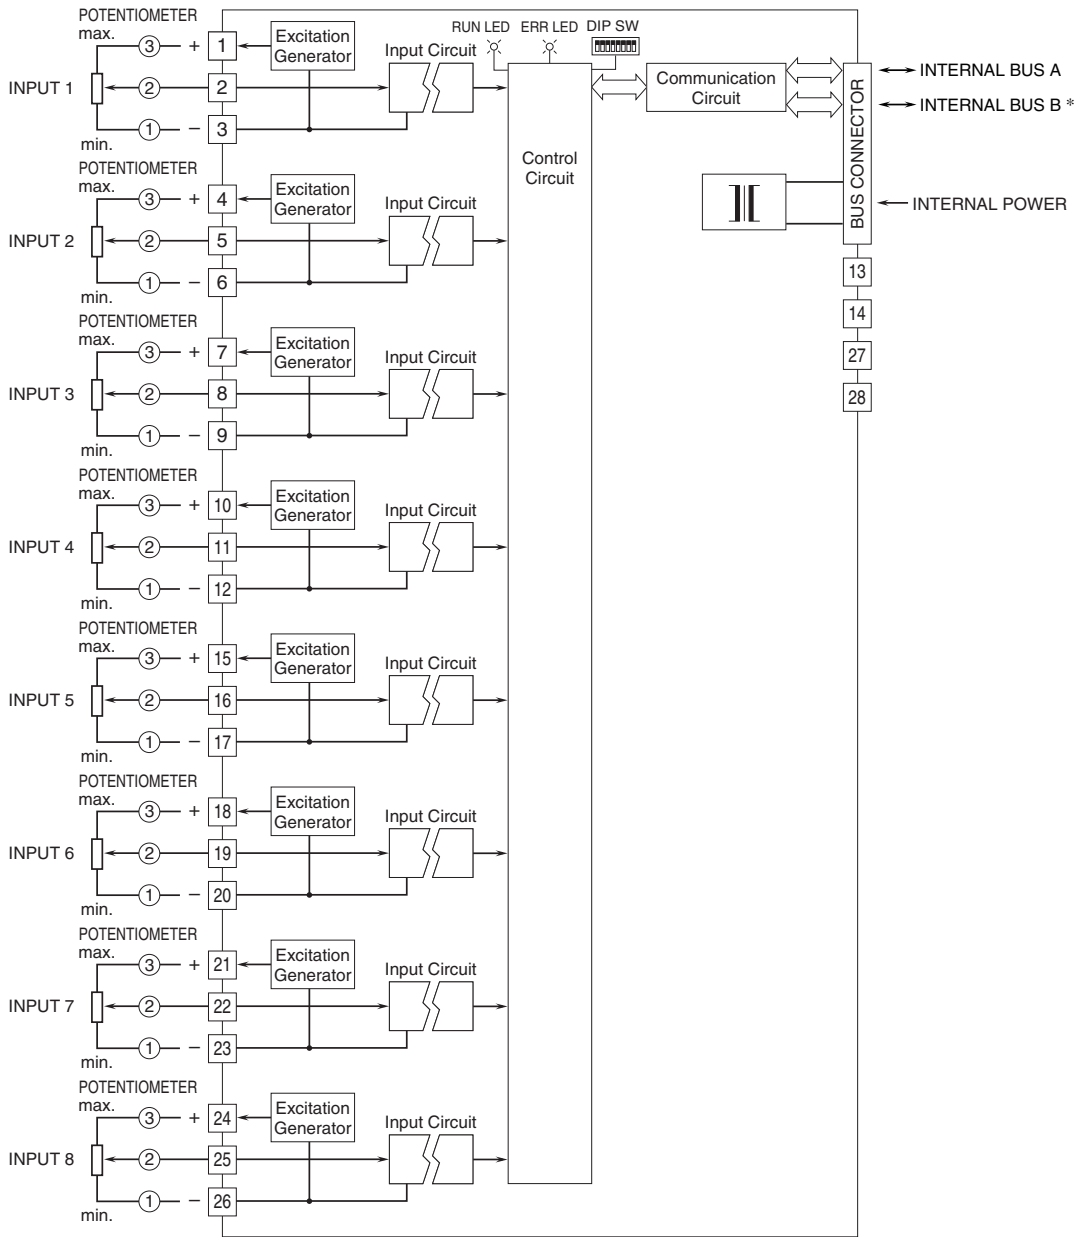 POTENTIOMETER
max.
RUN LED ERR LED DIP SW
3 + 1 Excitation Generator Input Circuit
INPUT 1 2 2
1 − 3
min.
Control
Circuit
Communication
Circuit
BUS CONNECTOR
INTERNAL BUS A
INTERNAL BUS B *
INTERNAL POWER
13
14
27
28
POTENTIOMETER
max.
3 + 4 Excitation Generator Input Circuit
INPUT 2 2 5
1 − 6
min.
POTENTIOMETER
max.
3 + 7 Excitation Generator Input Circuit
INPUT 3 2 8
1 − 9
min.
POTENTIOMETER
max.
3 + 10 Excitation Generator Input Circuit
INPUT 4 2 11
1 − 12
min.
POTENTIOMETER
max.
3 + 15 Excitation Generator Input Circuit
INPUT 5 2 16
1 − 17
min.
POTENTIOMETER
max.
3 + 18 Excitation Generator Input Circuit
INPUT 6 2 19
1 − 20
min.
POTENTIOMETER
max.
3 + 21 Excitation Generator Input Circuit
INPUT 7 2 22
1 − 23
min.
POTENTIOMETER
max.
3 + 24 Excitation Generator Input Circuit
INPUT 8 2 25
1 − 26
min.